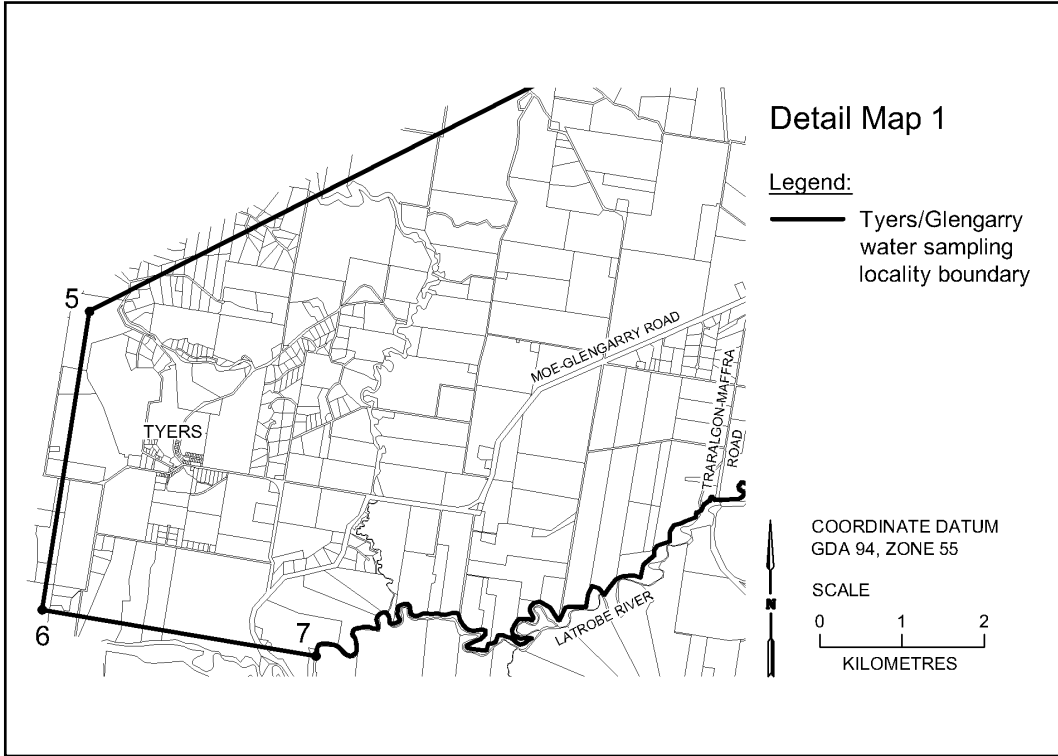 Detail Map 1
Legend:
Tyers/Glengarry
water sampling
locality boundary
5
MOE-GLENGARRY ROAD
TRARALGON-MAFFRA
ROAD
TYERS
COORDINATE DATUM
GDA 94, ZONE 55
SCALE
N
0 1 2
KILOMETRES
LATROBE RIVER
6
7